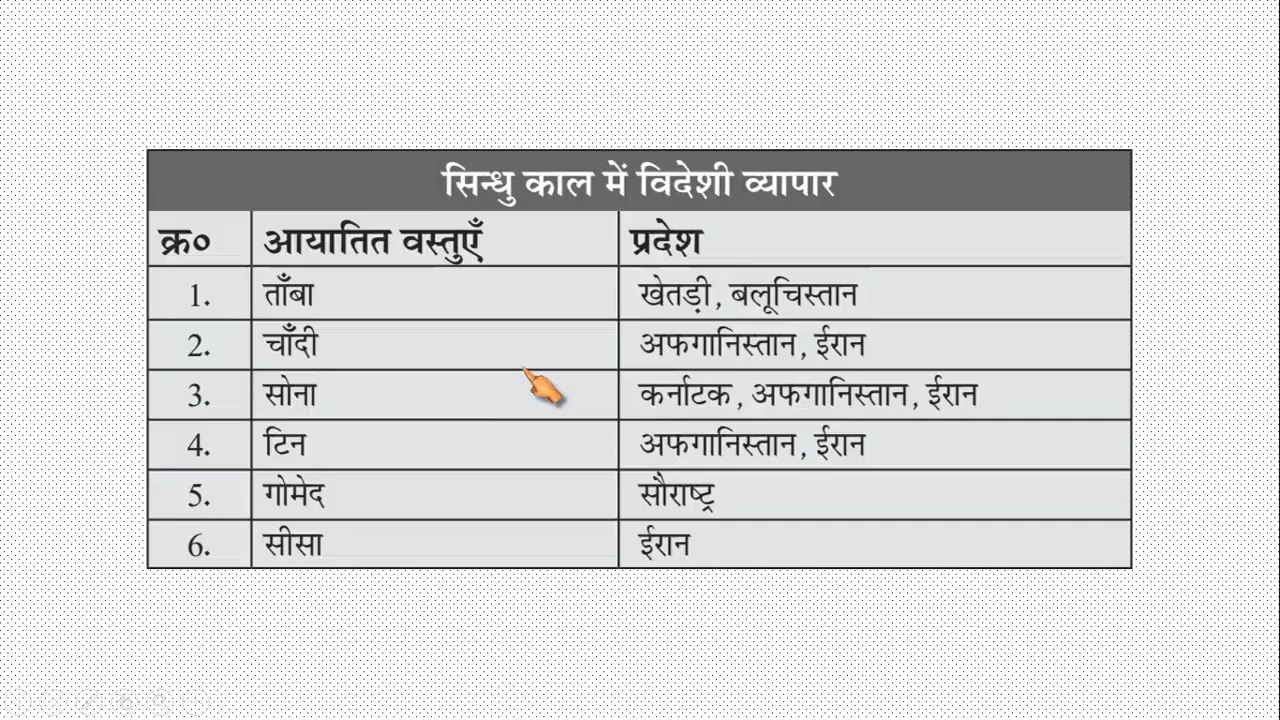 सिन्धु काल में विदेशी व्यापार
क्र० आयातित वस्तुएँ प्रदेश
1. ताँबा खेतड़ी, बलूचिस्तान
2. चाँदी अफगानिस्तान, ईरान
3. सोना कर्नाटक, अफगानिस्तान, ईरान
4. टिन अफगानिस्तान, ईरान
5. गोमेद सौराष्ट्र
6. सीसा ईरान